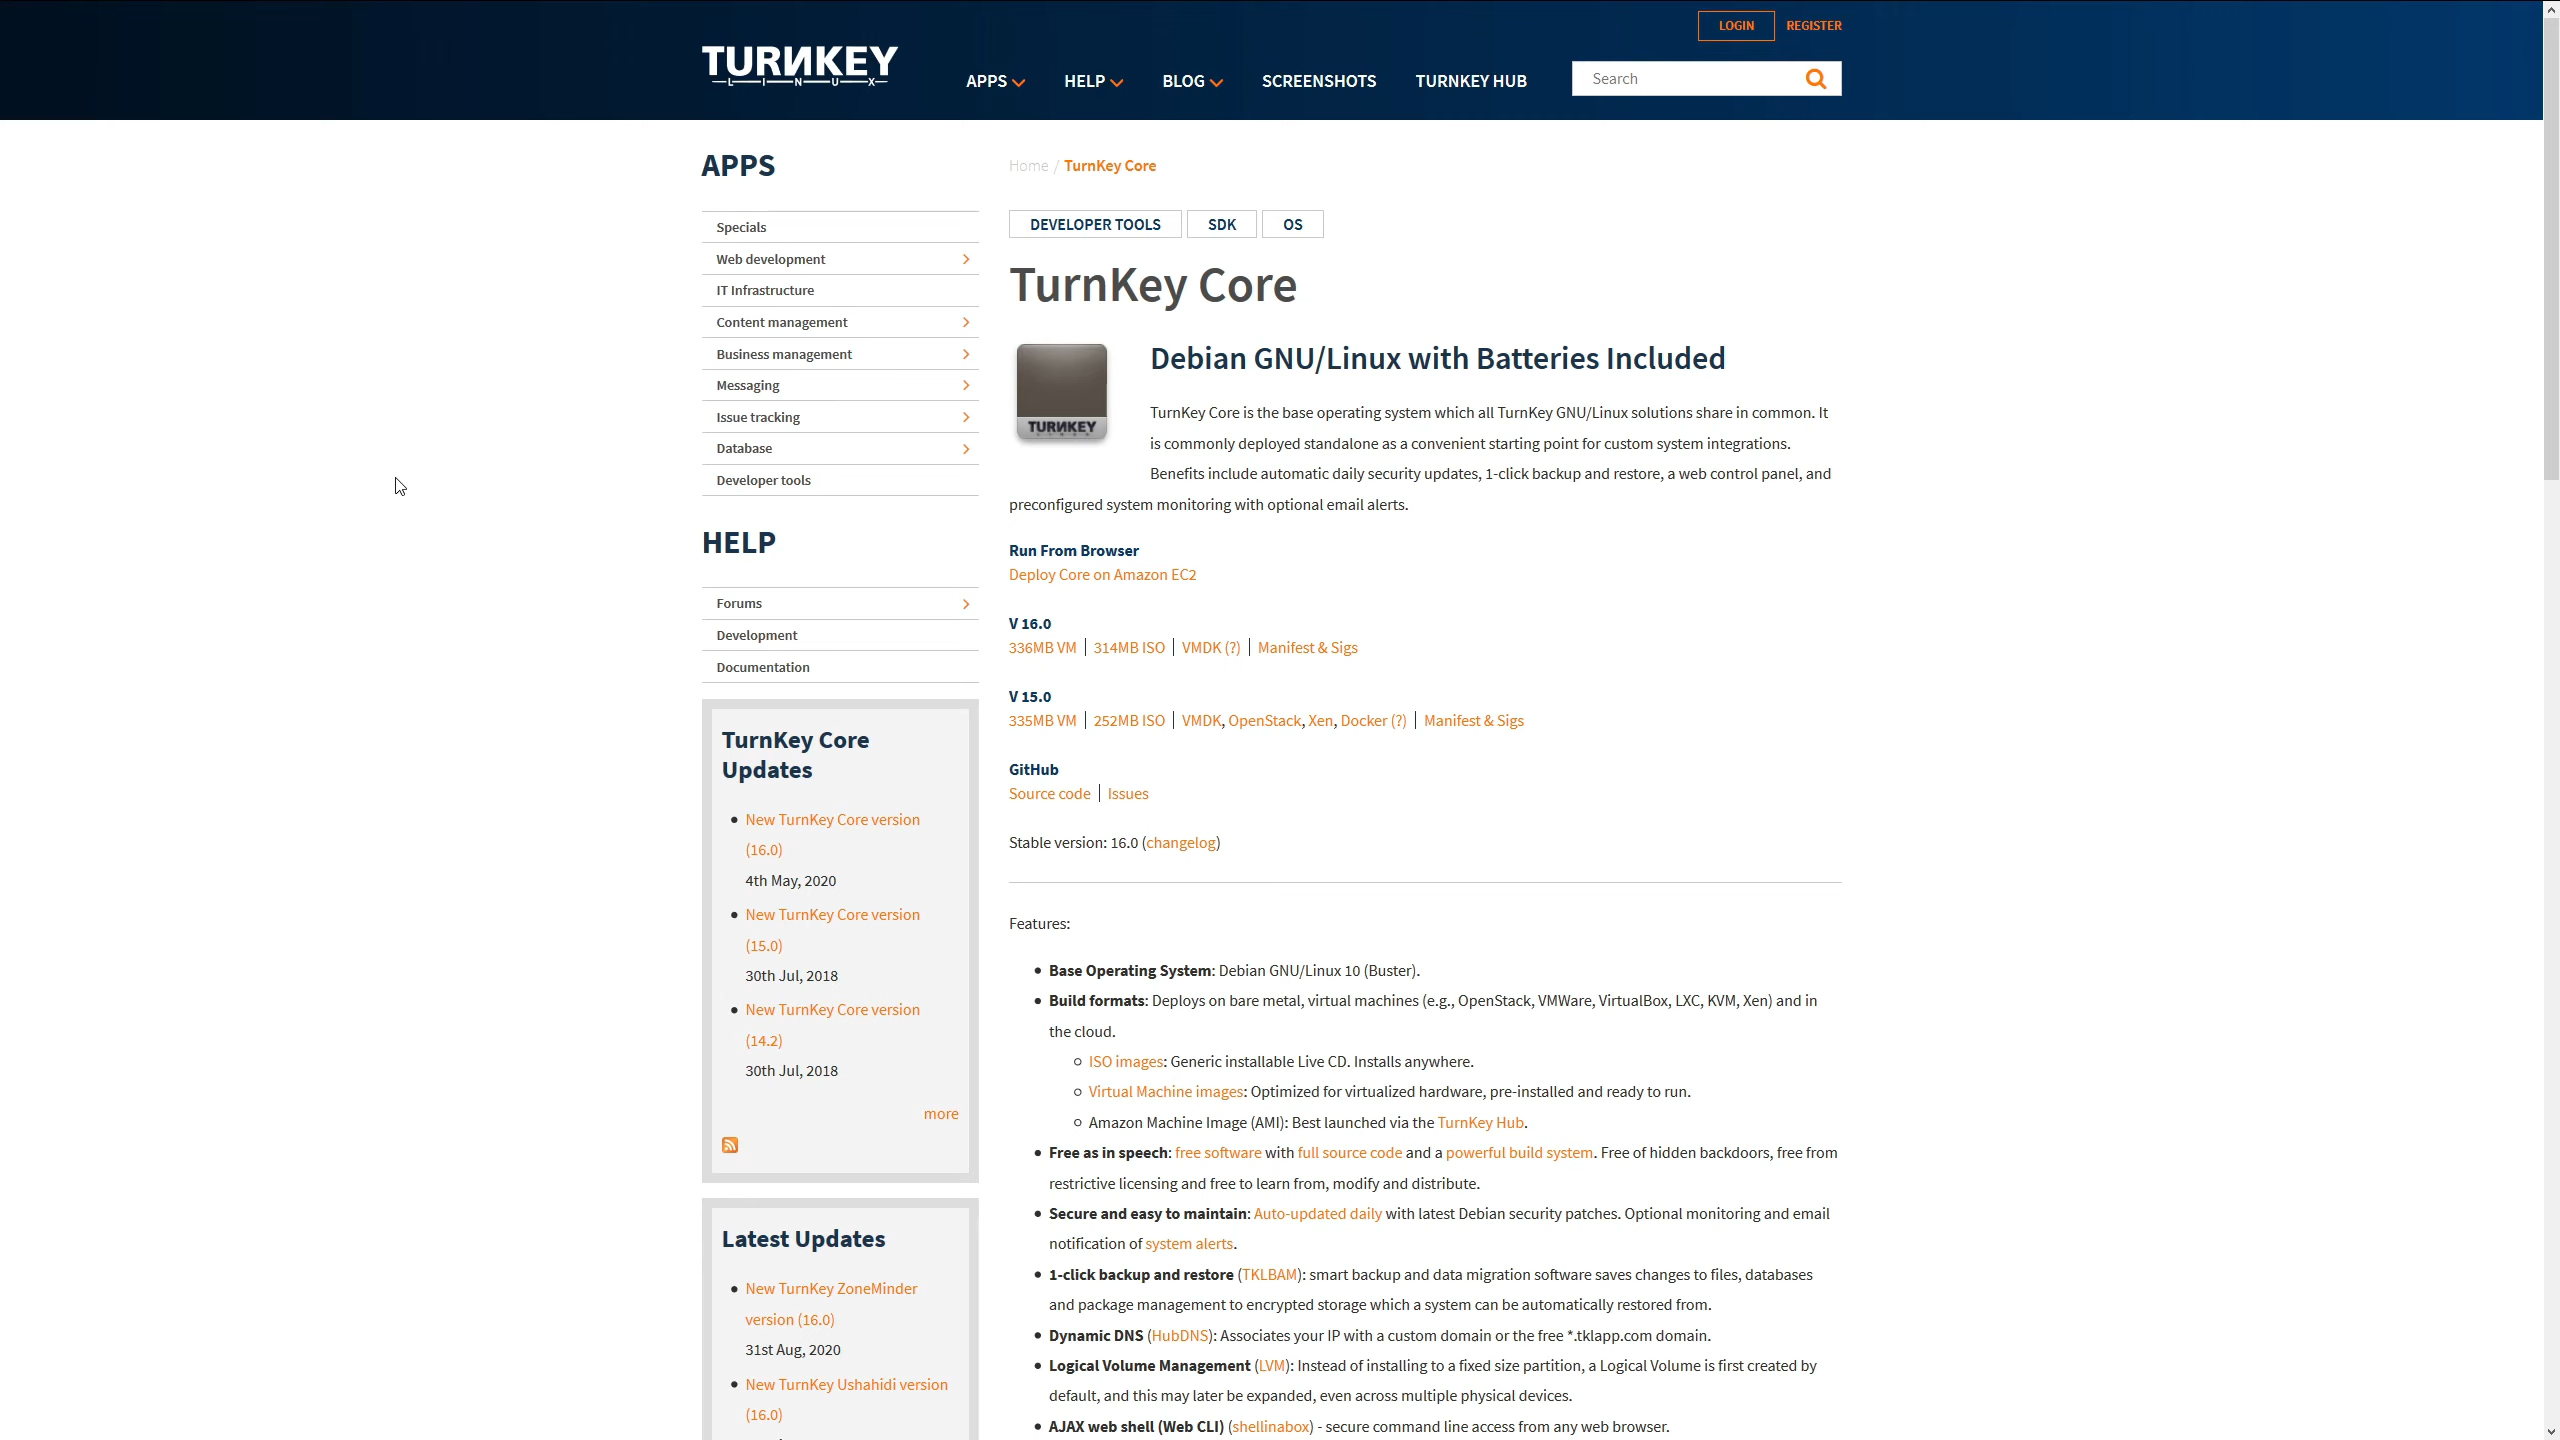 LOGIN REGISTER
TURNKEY
LINUX
APPS HELP BLOG SCREENSHOTS TURNKEY HUB Search
APPS
Specials
Web development
IT Infrastructure
Content management
Business management
Messaging
Issue tracking
Database
Developer tools
HELP
Forums
Development
Documentation
TurnKey Core
Updates
New TurnKey Core version
(16.0)
4th May, 2020
New TurnKey Core version
(15.0)
30th Jul, 2018
New TurnKey Core version
(14.2)
30th Jul, 2018
more
Latest Updates
New TurnKey ZoneMinder
version (16.0)
31st Aug, 2020
New TurnKey Ushahidi version
(16.0)
Home / TurnKey Core
DEVELOPER TOOLS SDK OS
TurnKey Core
TURNKEY
Debian GNU/Linux with Batteries Included
TurnKey Core is the base operating system which all TurnKey GNU/Linux solutions share in common. It
is commonly deployed standalone as a convenient starting point for custom system integrations.
Benefits include automatic daily security updates, 1-click backup and restore, a web control panel, and
preconfigured system monitoring with optional email alerts.
Run From Browser
Deploy Core on Amazon EC2
V 16.0
336MB VM | 314MB ISO | VMDK (?) | Manifest & Sigs
V 15.0
335MB VM | 252MB ISO | VMDK, OpenStack, Xen, Docker (?) | Manifest & Sigs
GitHub
Source code | Issues
Stable version: 16.0 (changelog)
Features:
• Base Operating System: Debian GNU/Linux 10 (Buster).
• Build formats: Deploys on bare metal, virtual machines (e.g., OpenStack, VMWare, VirtualBox, LXC, KVM, Xen) and in
the cloud.
ISO images: Generic installable Live CD. Installs anywhere.
Virtual Machine images: Optimized for virtualized hardware, pre-installed and ready to run.
Amazon Machine Image (AMI): Best launched via the TurnKey Hub.
• Free as in speech: free software with full source code and a powerful build system. Free of hidden backdoors, free from
restrictive licensing and free to learn from, modify and distribute.
• Secure and easy to maintain: Auto-updated daily with latest Debian security patches. Optional monitoring and email
notification of system alerts.
• 1-click backup and restore (TKLBAM): smart backup and data migration software saves changes to files, databases
and package management to encrypted storage which a system can be automatically restored from.
• Dynamic DNS (HubDNS): Associates your IP with a custom domain or the free *.tklapp.com domain.
• Logical Volume Management (LVM): Instead of installing to a fixed size partition, a Logical Volume is first created by
default, and this may later be expanded, even across multiple physical devices.
• AJAX web shell (Web CLI) (shellinabox) - secure command line access from any web browser.